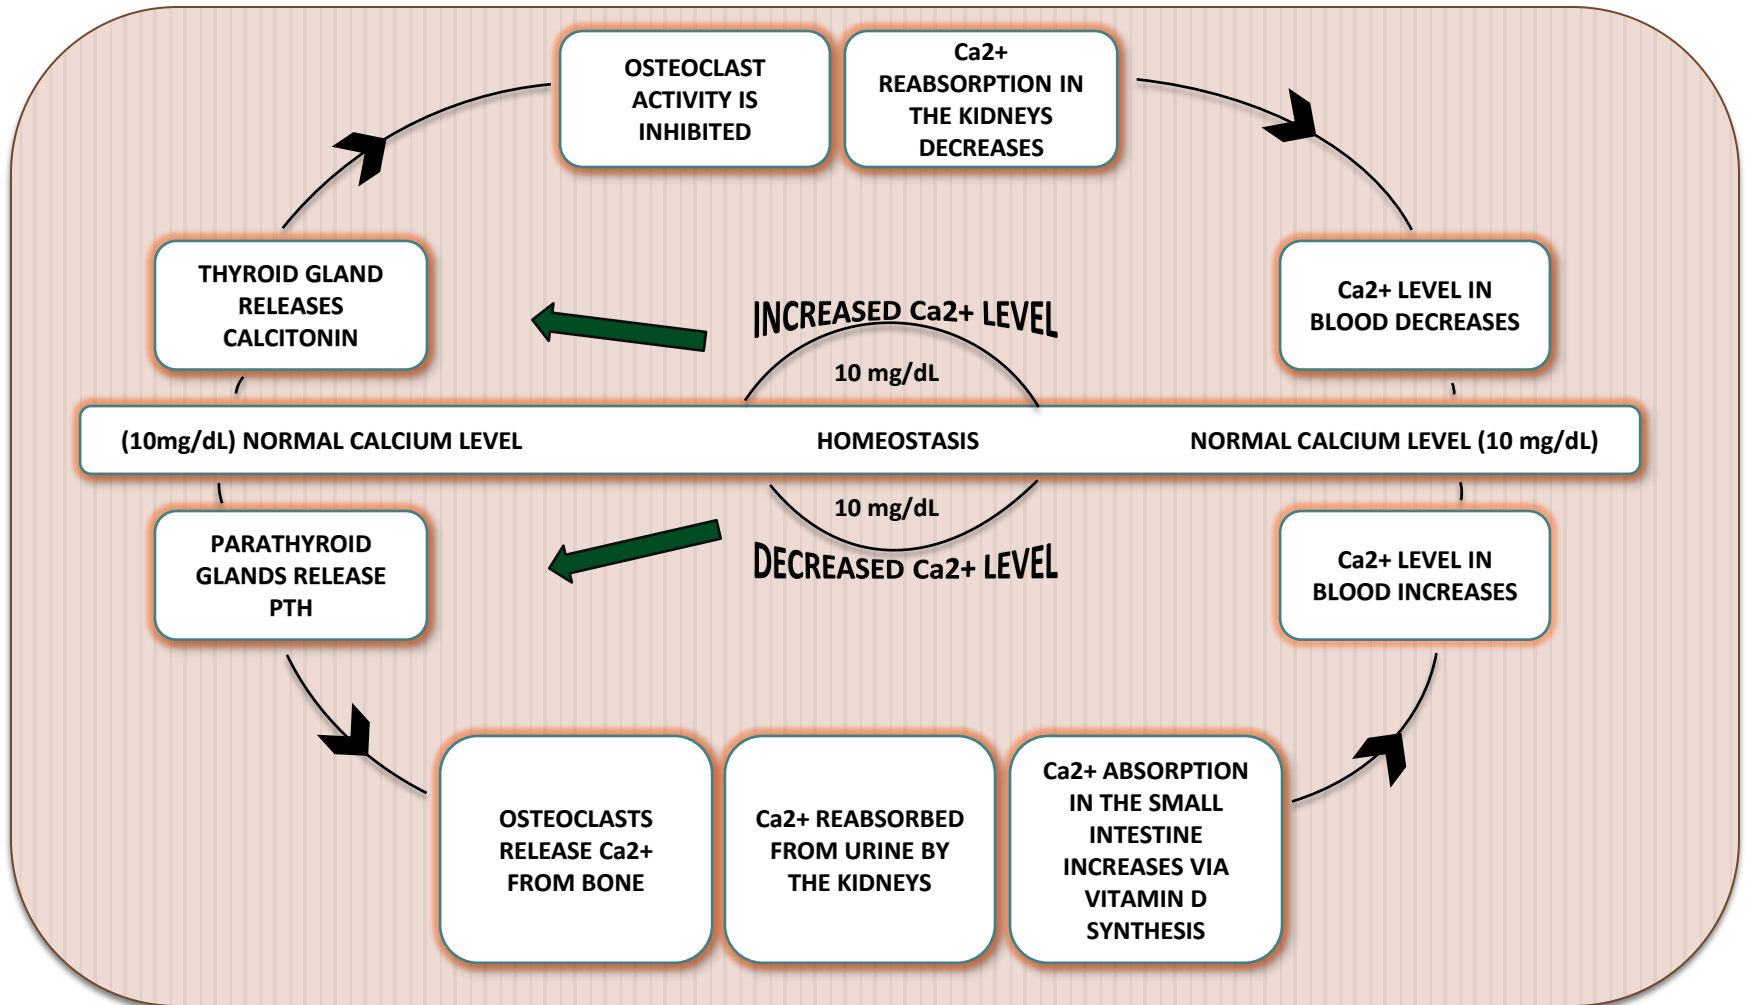 OSTEOCLAST
ACTIVITY IS
INHIBITED
Ca2+
REABSORPTION IN
THE KIDNEYS
DECREASES
THYROID GLAND
RELEASES
CALCITONIN
INCREASED Ca2+ LEVEL
10 mg/dL
Ca2+ LEVEL IN
BLOOD DECREASES
(10mg/dL) NORMAL CALCIUM LEVEL
HOMEOSTASIS
NORMAL CALCIUM LEVEL (10 mg/dL)
PARATHYROID
GLANDS RELEASE
PTH
10 mg/dL
DECREASED Ca2+ LEVEL
Ca2+ LEVEL IN
BLOOD INCREASES
OSTEOCLASTS
RELEASE Ca2+
FROM BONE
Ca2+ REABSORBED
FROM URINE BY
THE KIDNEYS
Ca2+ ABSORPTION
IN THE SMALL
INTESTINE
INCREASES VIA
VITAMIN D
SYNTHESIS